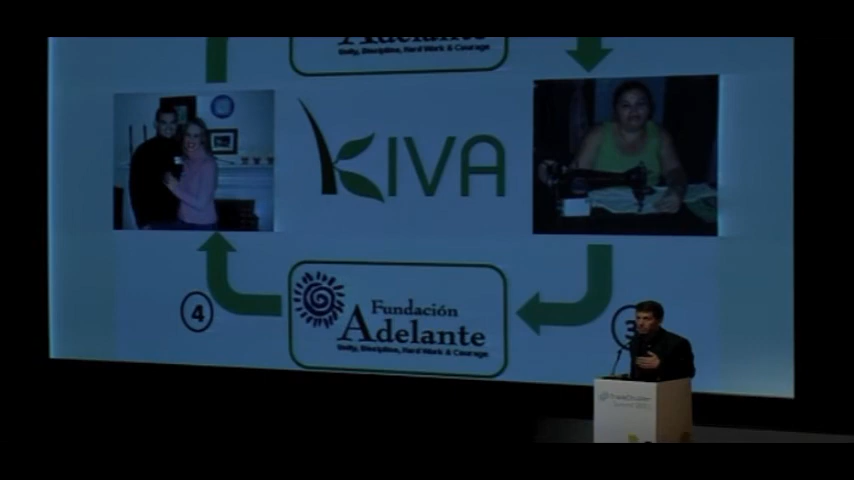 Adelante
Unity, Discipline, Hard Work & Courage
KIVA
4
Fundación
Adelante
Unity, Discipline, Hard Work & Courage
3